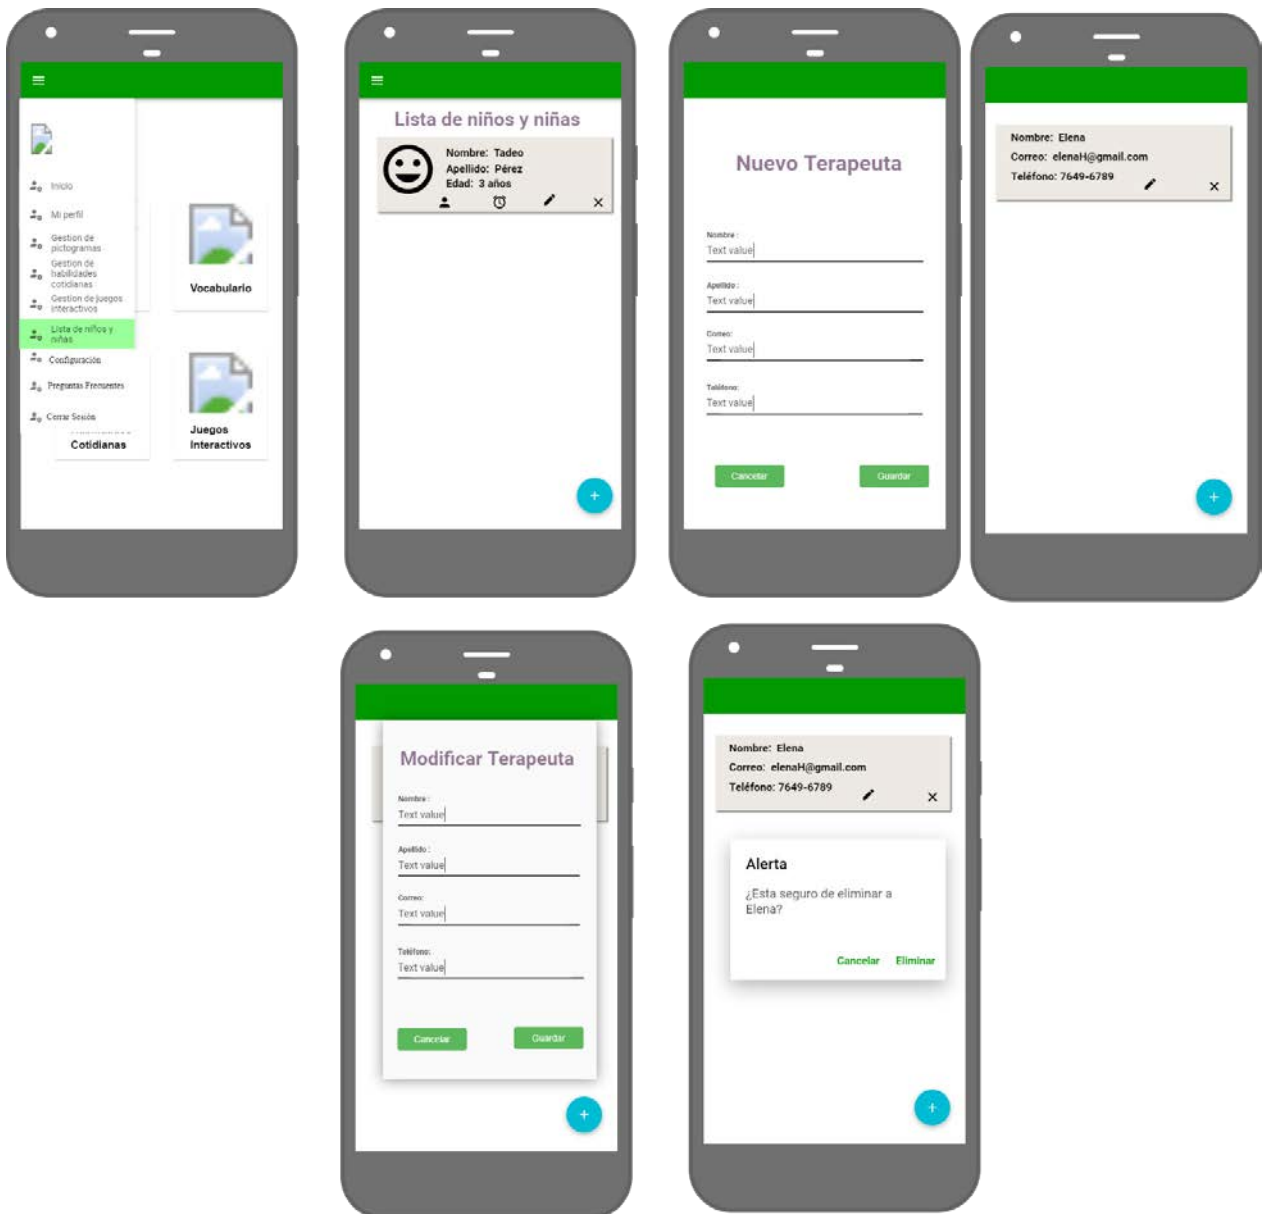 Inicio
Mi perfil
Gestion de
pictogramas
Gestion de
habilidades
cotidianas
Gestion de juegos
interactivos
Lista de niños y
niñas
Configuración
Preguntas Frecuentes
Cerrar Sesión
Vocabulario
Cotidianas
Juegos
Interactivos
Lista de niños y niñas
Nombre: Tadeo
Apellido: Pérez
Edad: 3 años
+
Nuevo Terapeuta
Nombre :
Text value
Apellido :
Text value
Correo:
Text value
Teléfono:
Text value
Cancelar
Guardar
Nombre: Elena
Correo: elenaH@gmail.com
Teléfono: 7649-6789
+
Modificar Terapeuta
Nombre :
Text value
Apellido :
Text value
Correo:
Text value
Teléfono:
Text value
Cancelar
Guardar
+
Nombre: Elena
Correo: elenaH@gmail.com
Teléfono: 7649-6789
Alerta
¿Esta seguro de eliminar a
Elena?
Cancelar Eliminar
+